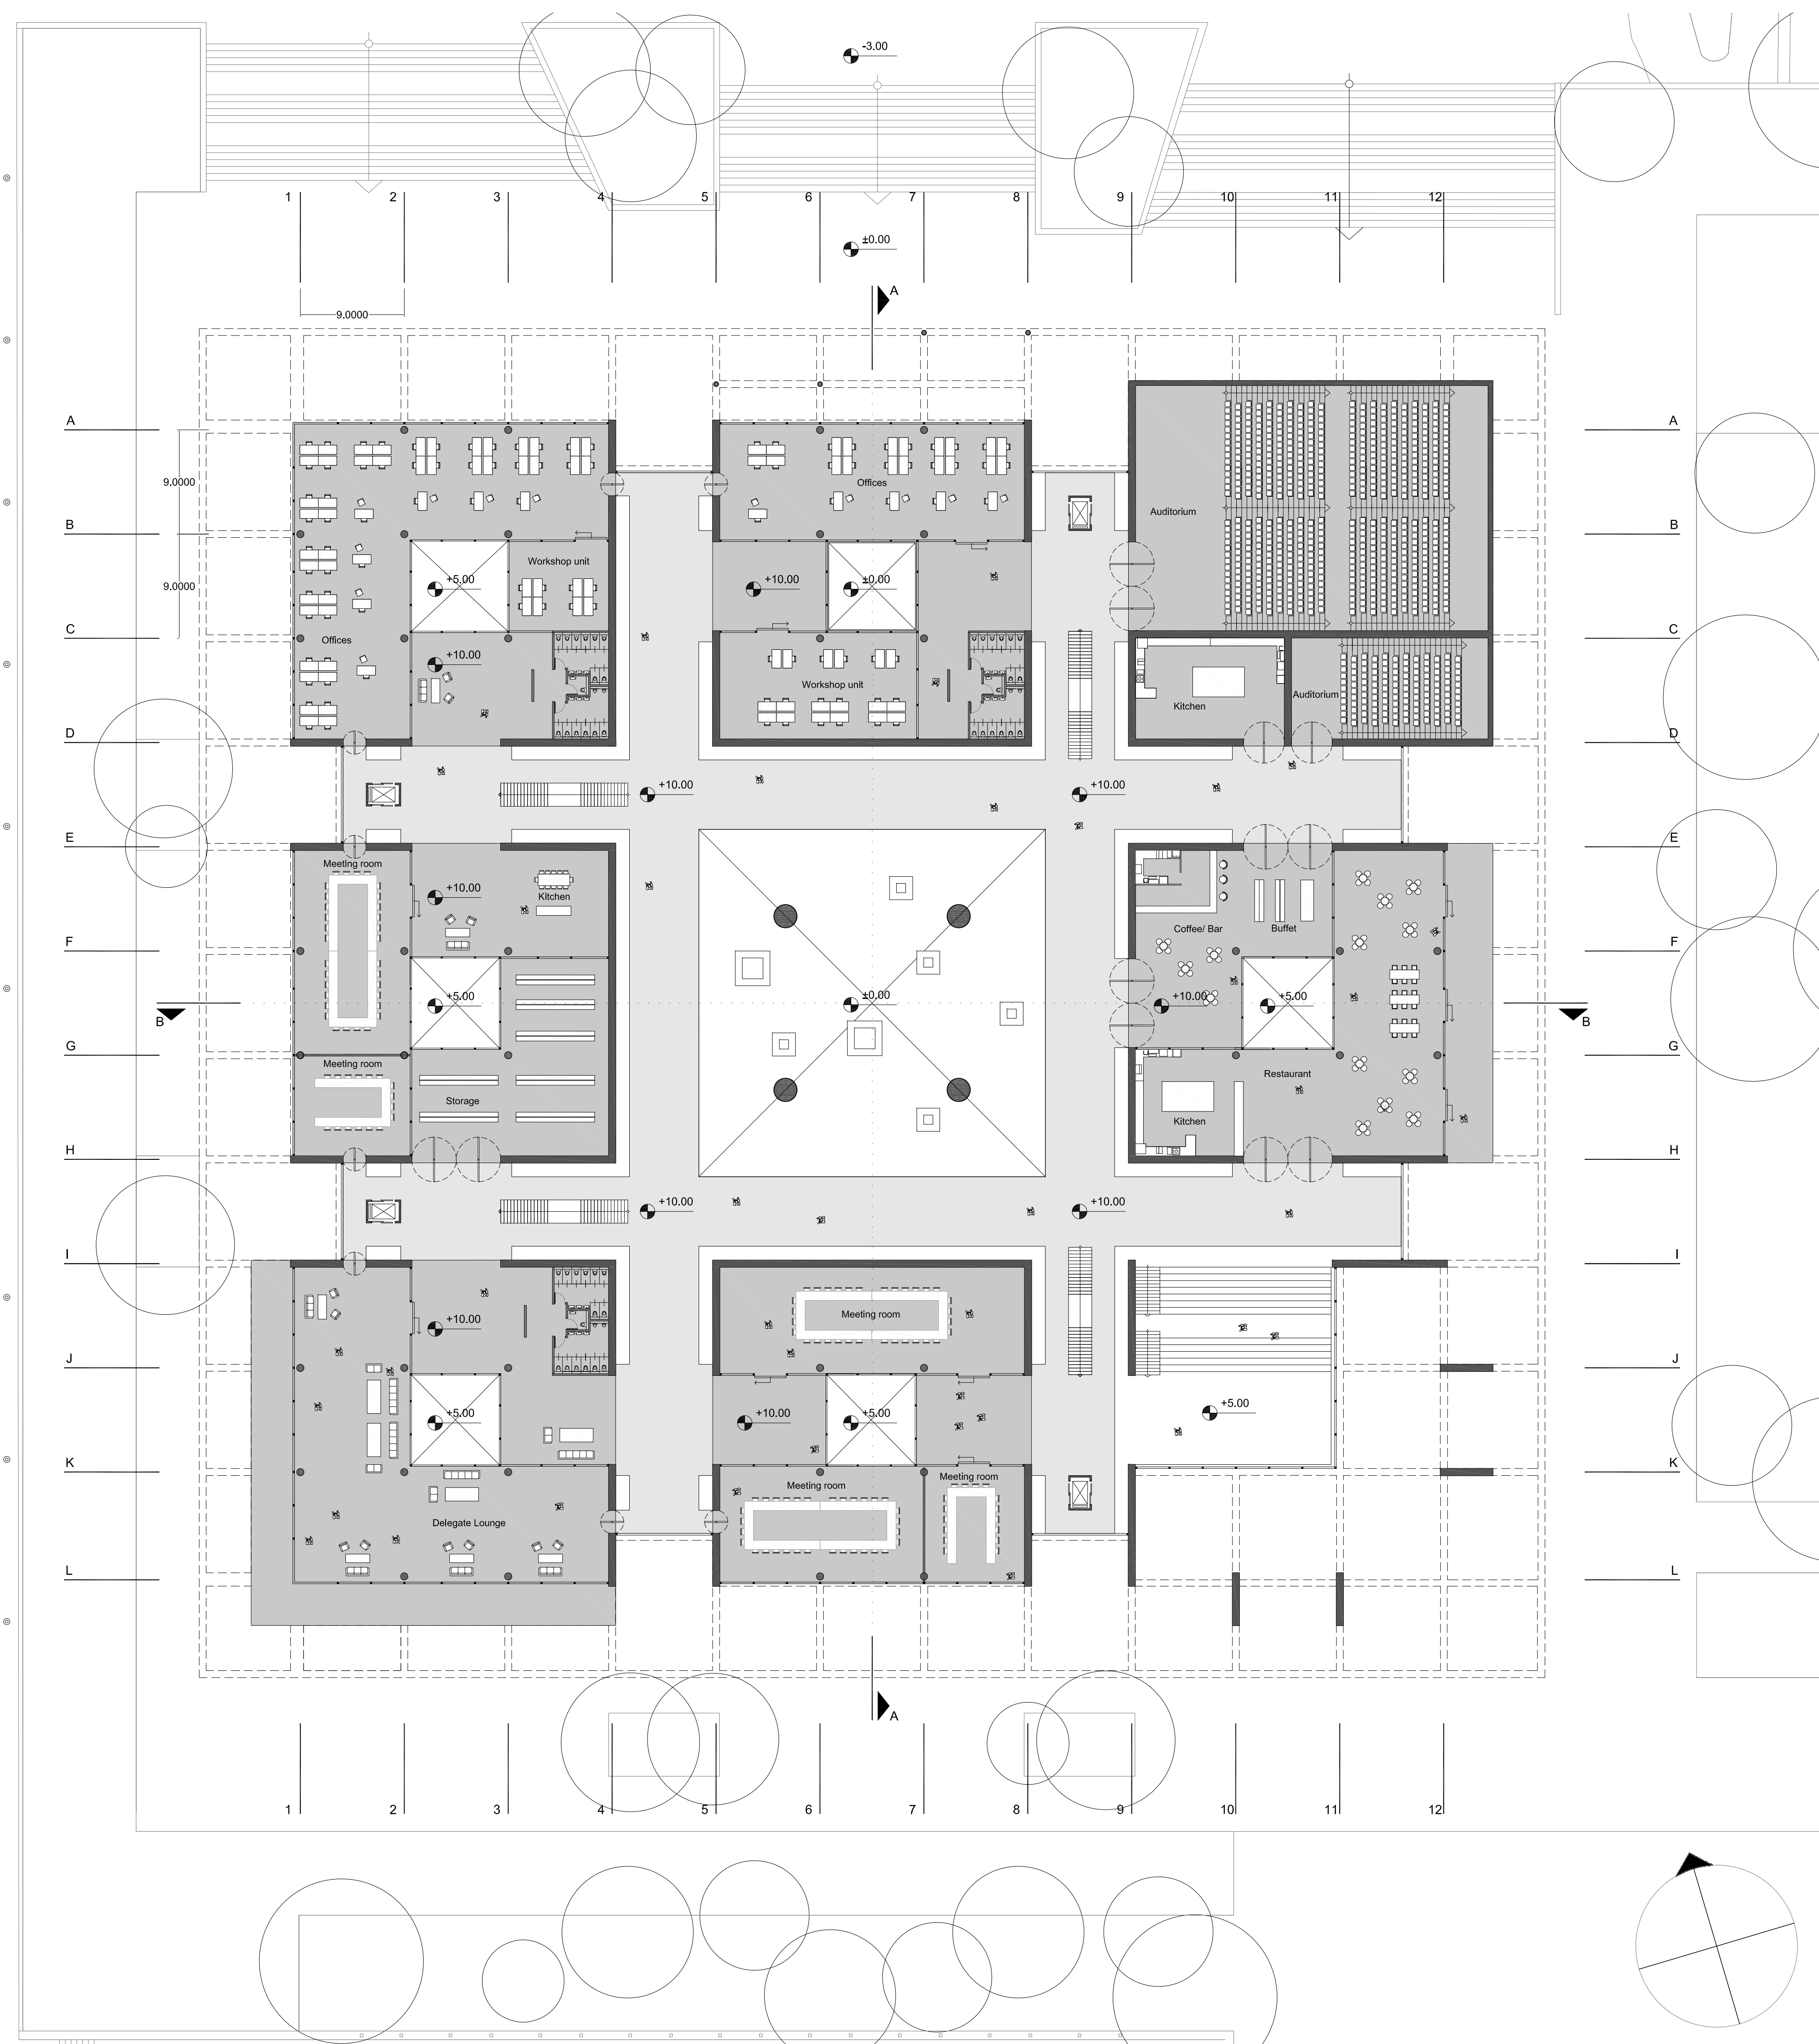 -3.00
1 2 3 4 5 6 7 8 9 10 11 12
±0.00
A
9.0000
A A
9.0000
Offices
B Auditorium B
Workshop unit
9.0000 +5.00 +10.00 ±0.00
C C
Offices
+10.00
Workshop unit
Auditorium
Kitchen
D D
+10.00 +10.00
E E
Meeting room
+10.00
Kitchen
Coffee/ Bar Buffet
F F
+5.00 ±0.00 +10.00 +5.00
B B
G G
Meeting room
Restaurant
Storage
Kitchen
H H
+10.00 +10.00
I I
Meeting room
+10.00
J J
+5.00
+5.00 +10.00 +5.00
K K
Meeting room
Meeting room
Delegate Lounge
L L
A
1 2 3 4 5 6 7 8 9 10 11 12